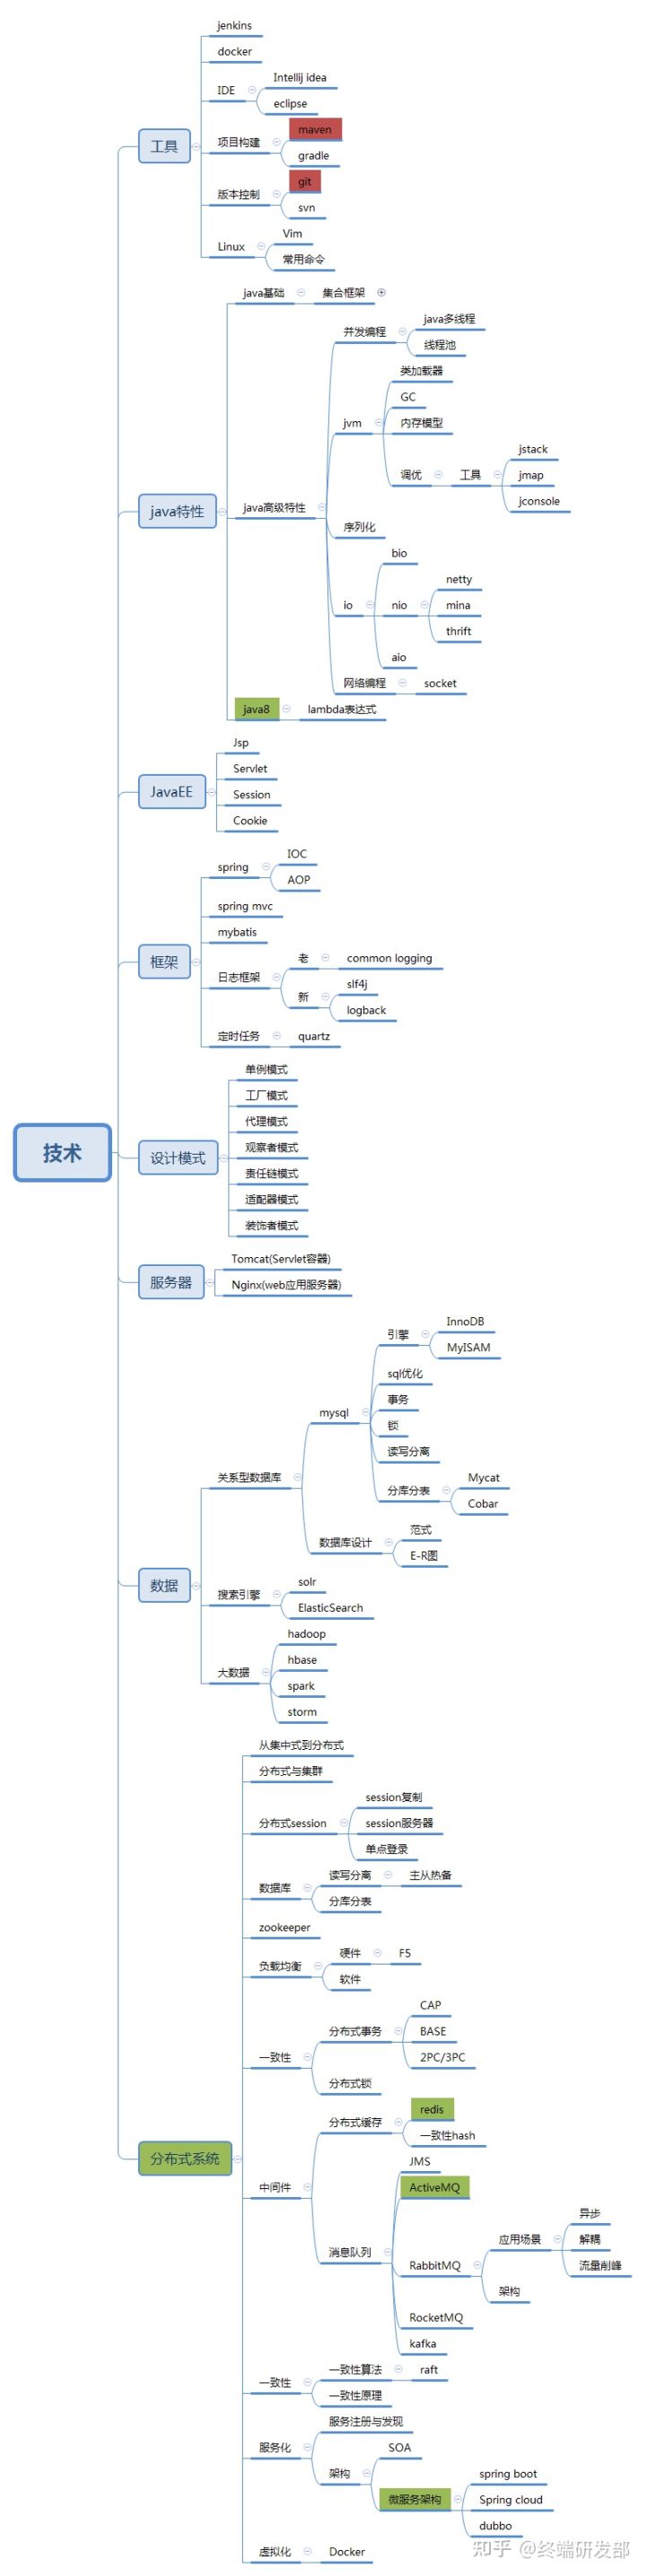 jenkins
docker
IDE
Intellij idea
eclipse
工具
项目构建
maven
gradle
版本控制
git
svn
Linux
Vim
常用命令
java基础
集合框架
并发编程
java多线程
线程池
jvm
类加载器
GC
内存模型
调优
工具
jstack
jmap
jconsole
java特性
java高级特性
序列化
io
bio
nio
netty
mina
thrift
aio
网络编程
socket
java8
lambda表达式
JavaEE
Jsp
Servlet
Session
Cookie
框架
spring
IOC
AOP
spring mvc
mybatis
日志框架
老
common logging
新
slf4j
logback
定时任务
quartz
技术
设计模式
单例模式
工厂模式
代理模式
观察者模式
责任链模式
适配器模式
装饰者模式
服务器
Tomcat(Servlet容器)
Nginx(web应用服务器)
数据
关系型数据库
mysql
引擎
InnoDB
MyISAM
sql优化
事务
锁
读写分离
分库分表
Mycat
Cobar
数据库设计
范式
E-R图
搜索引擎
solr
ElasticSearch
大数据
hadoop
hbase
spark
storm
分布式系统
从集中式到分布式
分布式与集群
分布式session
session复制
session服务器
单点登录
数据库
读写分离
主从热备
分库分表
zookeeper
负载均衡
硬件
F5
软件
一致性
分布式事务
CAP
BASE
2PC/3PC
分布式锁
中间件
分布式缓存
redis
一致性hash
消息队列
JMS
ActiveMQ
RabbitMQ
应用场景
异步
解耦
流量削峰
架构
RocketMQ
kafka
一致性
一致性算法
raft
一致性原理
服务化
服务注册与发现
架构
SOA
微服务架构
spring boot
Spring cloud
dubbo
虚拟化
Docker
知乎 @终端研发部